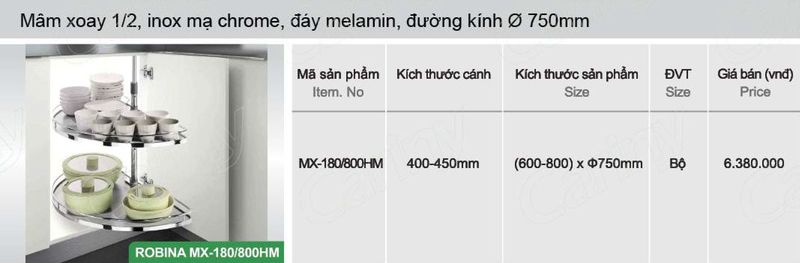 Mâm xoay 1/2, inox mạ chrome, đáy melamin, đường kính Ø 750mm
Mã sản phẩm Kích thước cánh Kích thước sản phẩm ĐVT Giá bán (vnđ)
Item. No Size Size Price
MX-180/800HM 400-450mm (600-800) x Φ750mm Bộ 6.380.000
ROBINA MX-180/800HM
Cariny